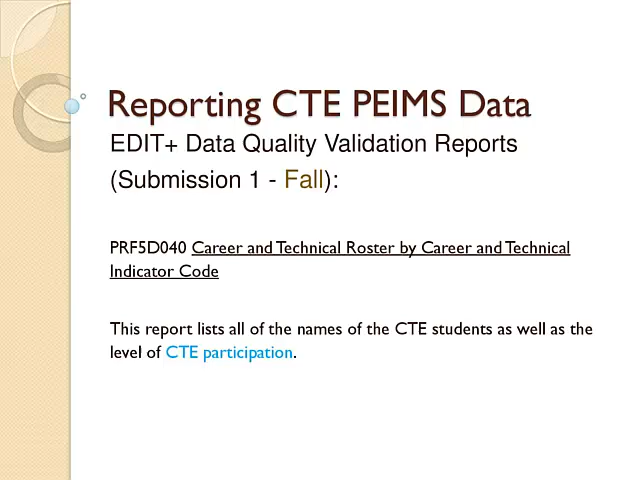 Reporting CTE PEIMS Data
EDIT+ Data Quality Validation Reports
(Submission 1 - Fall):
PRF5D040 Career and Technical Roster by Career and Technical
Indicator Code
This report lists all of the names of the CTE students as well as the
level of CTE participation.